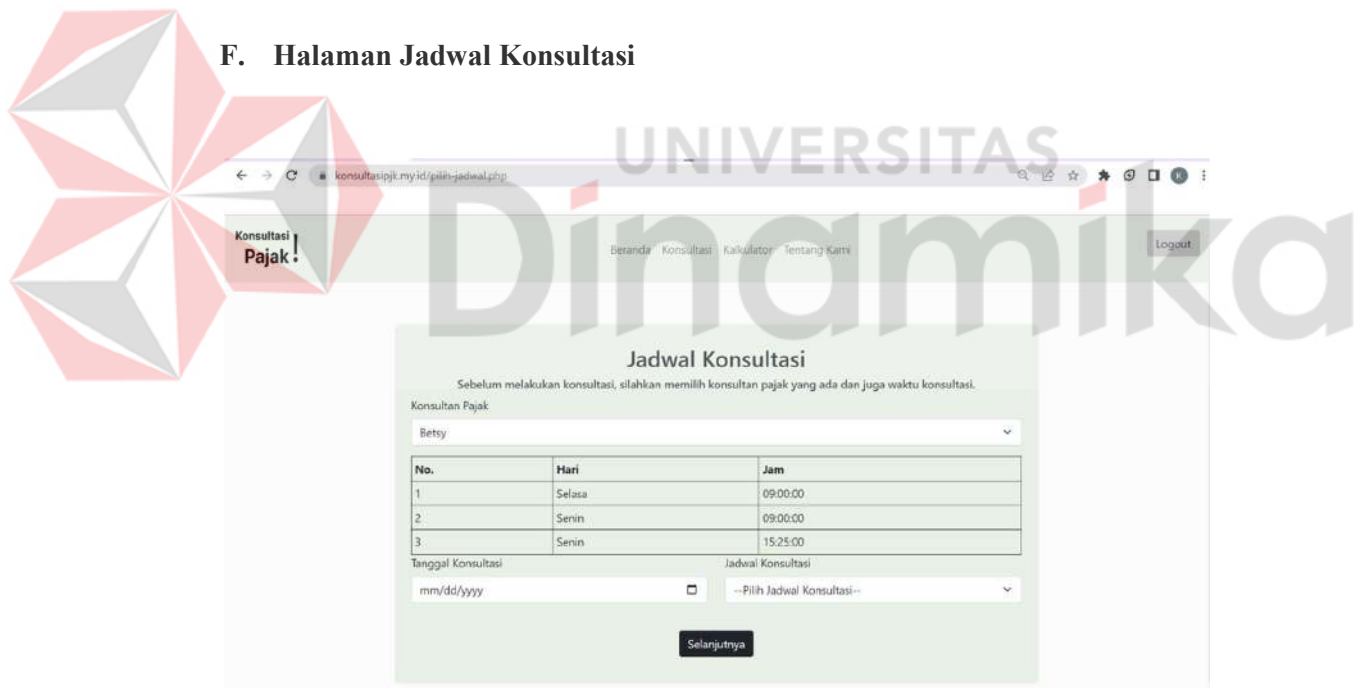 F. Halaman Jadwal Konsultasi
UNIVERSITAS
Dinamika
konsultasipjk.my.id/pilih-jadwal.php
K
Konsultasi
Pajak!
Beranda Konsultasi Kalkulator Tentang Kami
Logout
Jadwal Konsultasi
Sebelum melakukan konsultasi, silahkan memilih konsultan pajak yang ada dan juga waktu konsultasi.
Konsultan Pajak
Betsy
No. Hari Jam
1 Selasa 09:00:00
2 Senin 09:00:00
3 Senin 15:25:00
Tanggal Konsultasi Jadwal Konsultasi
mm/dd/yyyy --Pilih Jadwal Konsultasi--
Selanjutnya